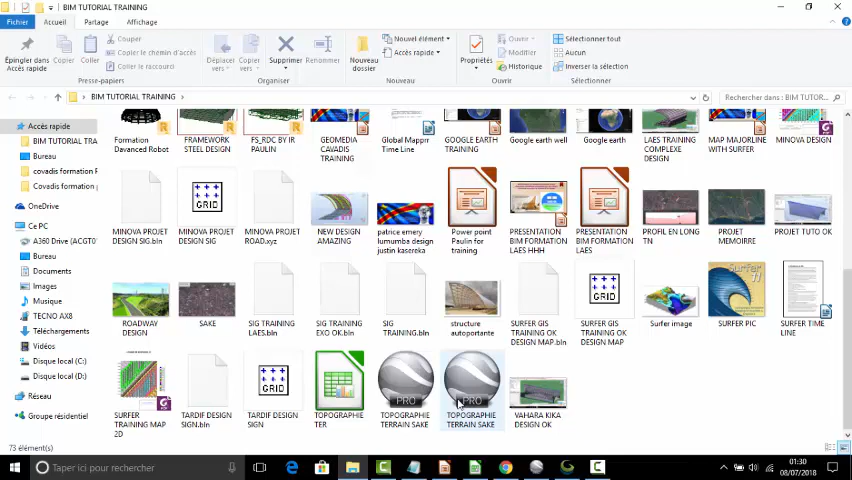 BIM TUTORIAL TRAINING
Fichier Accueil Partage Affichage
Épingler dans Accès rapide
Copier
Coller
Couper
Copier le chemin d'accès
Coller le raccourci
Presse-papiers
Déplacer vers
Copier vers
Supprimer
Renommer
Organiser
Nouveau dossier
Nouvel élément
Accès rapide
Nouveau
Propriétés
Ouvrir
Modifier
Historique
Ouvrir
Sélectionner tout
Aucun
Inverser la sélection
Sélectionner
BIM TUTORIAL TRAINING
Rechercher dans : BIM TUTOR...
Accès rapide
BIM TUTORIAL TRA
Bureau
covadis formation F
Covadis formation p
OneDrive
Ce PC
A360 Drive (ACGT0
Bureau
Documents
Images
Musique
TECNO AX8
Téléchargements
Vidéos
Disque local (C:)
Disque local (D:)
Réseau
Groupe résidentiel
Formation
Davanced Robot
FRAMEWORK
STEEL DESIGN
FS_RDC BY IR
PAULIN
GEOMEDIA
CAVADIS
TRAINING
Global Mapprr
Time Line
GOOGLE EARTH
TRAINING
Google earth well
Google earth
LAES TRAINING
COMPLEXE
DESIGN
MAP MAJORLINE
WITH SURFER
MINOVA DESIGN
MINOVA PROJET
DESIGN SIG.bln
GRID
MINOVA PROJET
DESIGN SIG
MINOVA PROJET
ROAD.xyz
NEW DESIGN
AMAZING
patrice emery
lumumba design
justin kasereka
Power point
Paulin for
training
PRESENTATION
BIM FORMATION
LAES HHH
PRESENTATION
BIM FORMATION
LAES
PROFIL EN LONG
TN
PROJET
MEMOIRRE
PROJET TUTO OK
ROADWAY
DESIGN
SAKE
SIG TRAINING
LAES.bln
SIG TRAINING
EXO OK.bln
SIG
TRAINING.bln
structure
autoportante
SURFER GIS
TRAINING OK
DESIGN MAP.bln
GRID
SURFER GIS
TRAINING OK
DESIGN MAP
Surfer image
Surfer
11
SURFER PIC
SURFER TIME
LINE
SURFER
TRAINING MAP
2D
TARDIF DESIGN
SIGN.bln
GRID
TARDIF DESIGN
SIGN
TOPOGRAPHIE
TER
PRO
TOPOGRAPHIE
TERRAIN SAKE
PRO
TOPOGRAPHIE
TERRAIN SAKE
VAHARA KIKA
DESIGN OK
73 élément(s)
Taper ici pour rechercher
01:30
08/07/2018